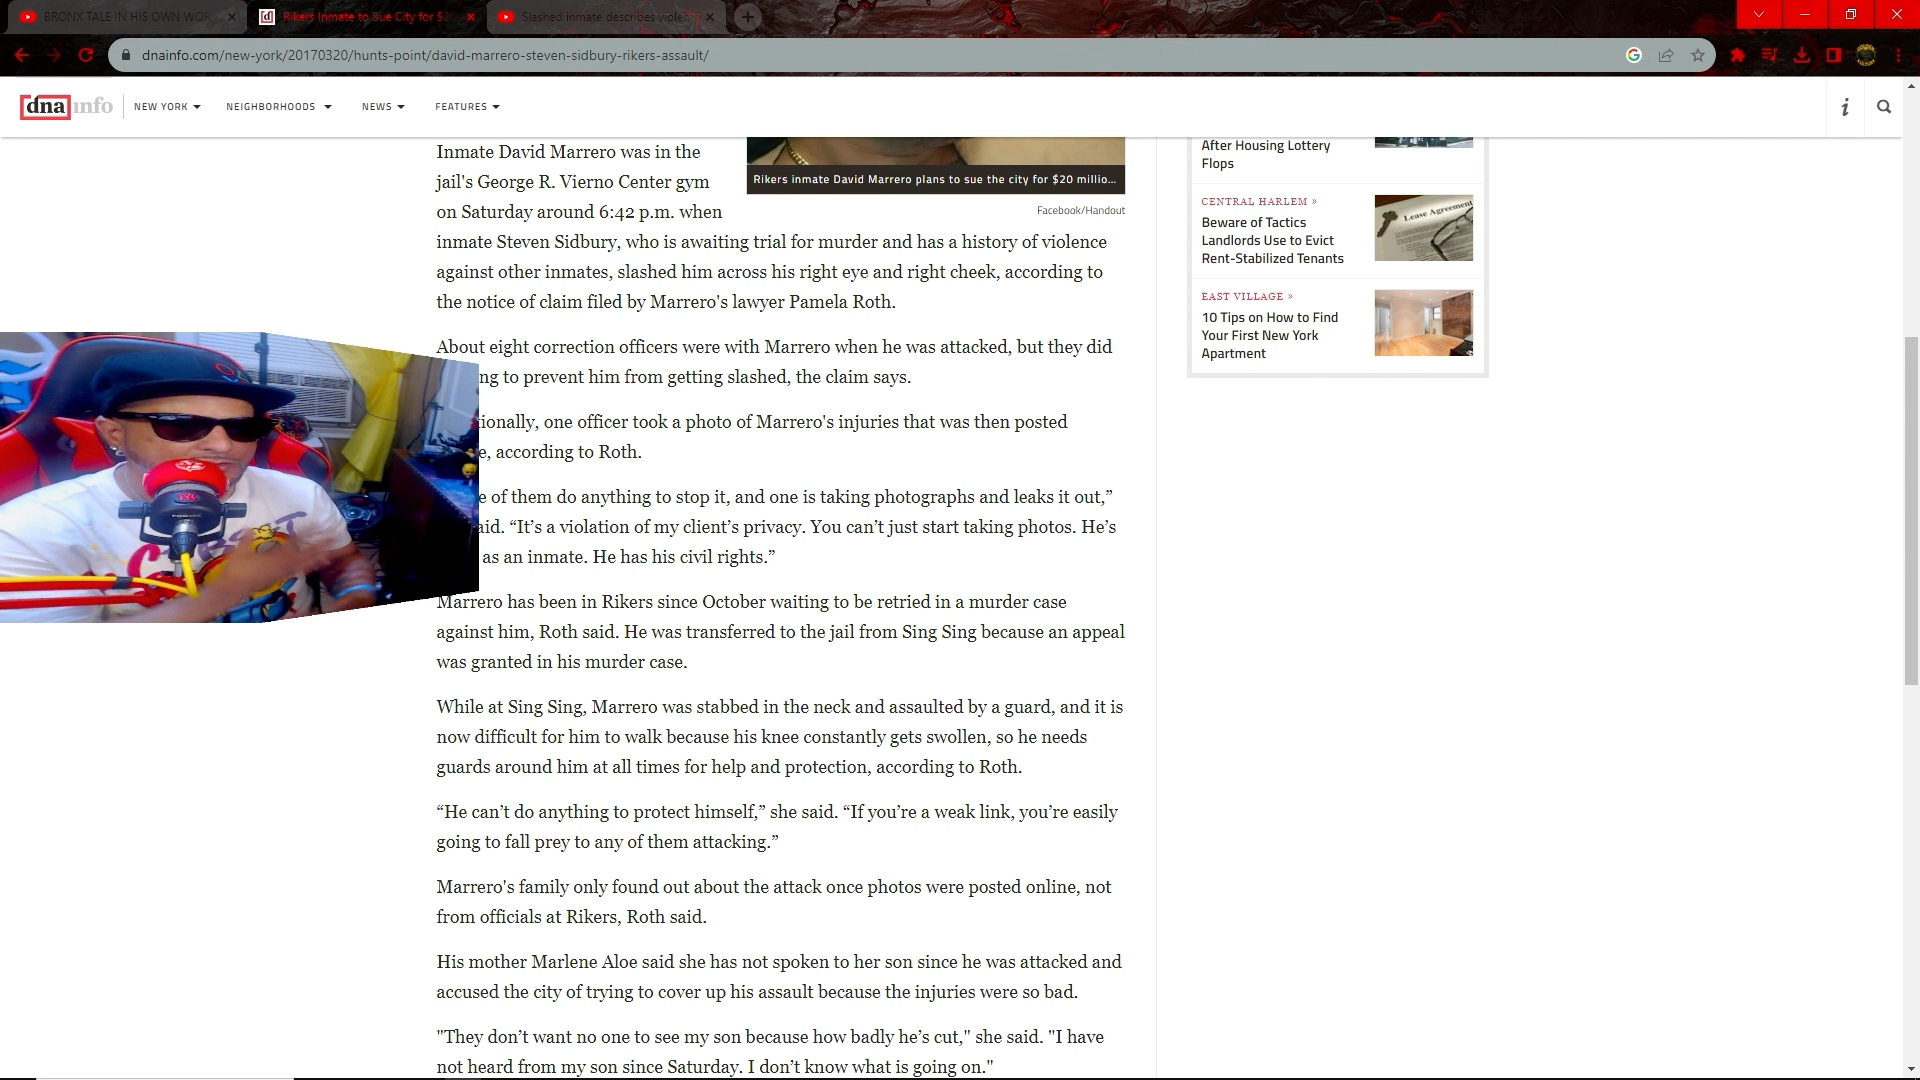 BRONX TALE IN HIS OWN WOR
Rikers Inmate to Sue City for $2
Slashed inmate describes viole
dnainfo.com/new-york/20170320/hunts-point/david-marrero-steven-sidbury-rikers-assault/
dnainfo
NEW YORK
NEIGHBORHOODS
NEWS
FEATURES
Inmate David Marrero was in the
jail's George R. Vierno Center gym
on Saturday around 6:42 p.m. when
inmate Steven Sidbury, who is awaiting trial for murder and has a history of violence
against other inmates, slashed him across his right eye and right cheek, according to
the notice of claim filed by Marrero's lawyer Pamela Roth.
Rikers inmate David Marrero plans to sue the city for $20 millio...
Facebook/Handout
About eight correction officers were with Marrero when he was attacked, but they did
ng to prevent him from getting slashed, the claim says.
ionally, one officer took a photo of Marrero's injuries that was then posted
e, according to Roth.
e of them do anything to stop it, and one is taking photographs and leaks it out,”
aid. “It’s a violation of my client’s privacy. You can’t just start taking photos. He’s
as an inmate. He has his civil rights.”
Marrero has been in Rikers since October waiting to be retried in a murder case
against him, Roth said. He was transferred to the jail from Sing Sing because an appeal
was granted in his murder case.
While at Sing Sing, Marrero was stabbed in the neck and assaulted by a guard, and it is
now difficult for him to walk because his knee constantly gets swollen, so he needs
guards around him at all times for help and protection, according to Roth.
“He can’t do anything to protect himself,” she said. “If you’re a weak link, you’re easily
going to fall prey to any of them attacking.”
Marrero's family only found out about the attack once photos were posted online, not
from officials at Rikers, Roth said.
His mother Marlene Aloe said she has not spoken to her son since he was attacked and
accused the city of trying to cover up his assault because the injuries were so bad.
"They don’t want no one to see my son because how badly he’s cut," she said. "I have
not heard from my son since Saturday. I don’t know what is going on."
After Housing Lottery
Flops
CENTRAL HARLEM »
Beware of Tactics
Landlords Use to Evict
Rent-Stabilized Tenants
Lease Agreement
EAST VILLAGE »
10 Tips on How to Find
Your First New York
Apartment